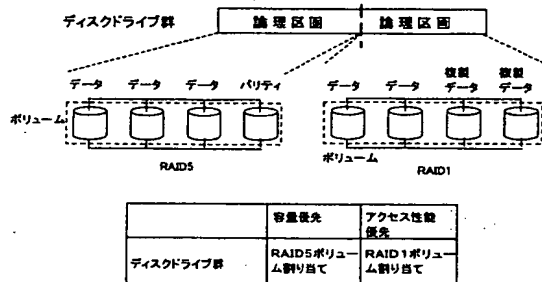 ディスクドライブ群
論理区画
論理区画
データ
データ
データ
パリティ
データ
データ
複製
データ
複製
データ
ボリューム
ボリューム
RAID5
RAID1
容量優先
アクセス性能
優先
ディスクドライブ群
RAID5ボリュー
ム割り当て
RAID1ボリュー
ム割り当て